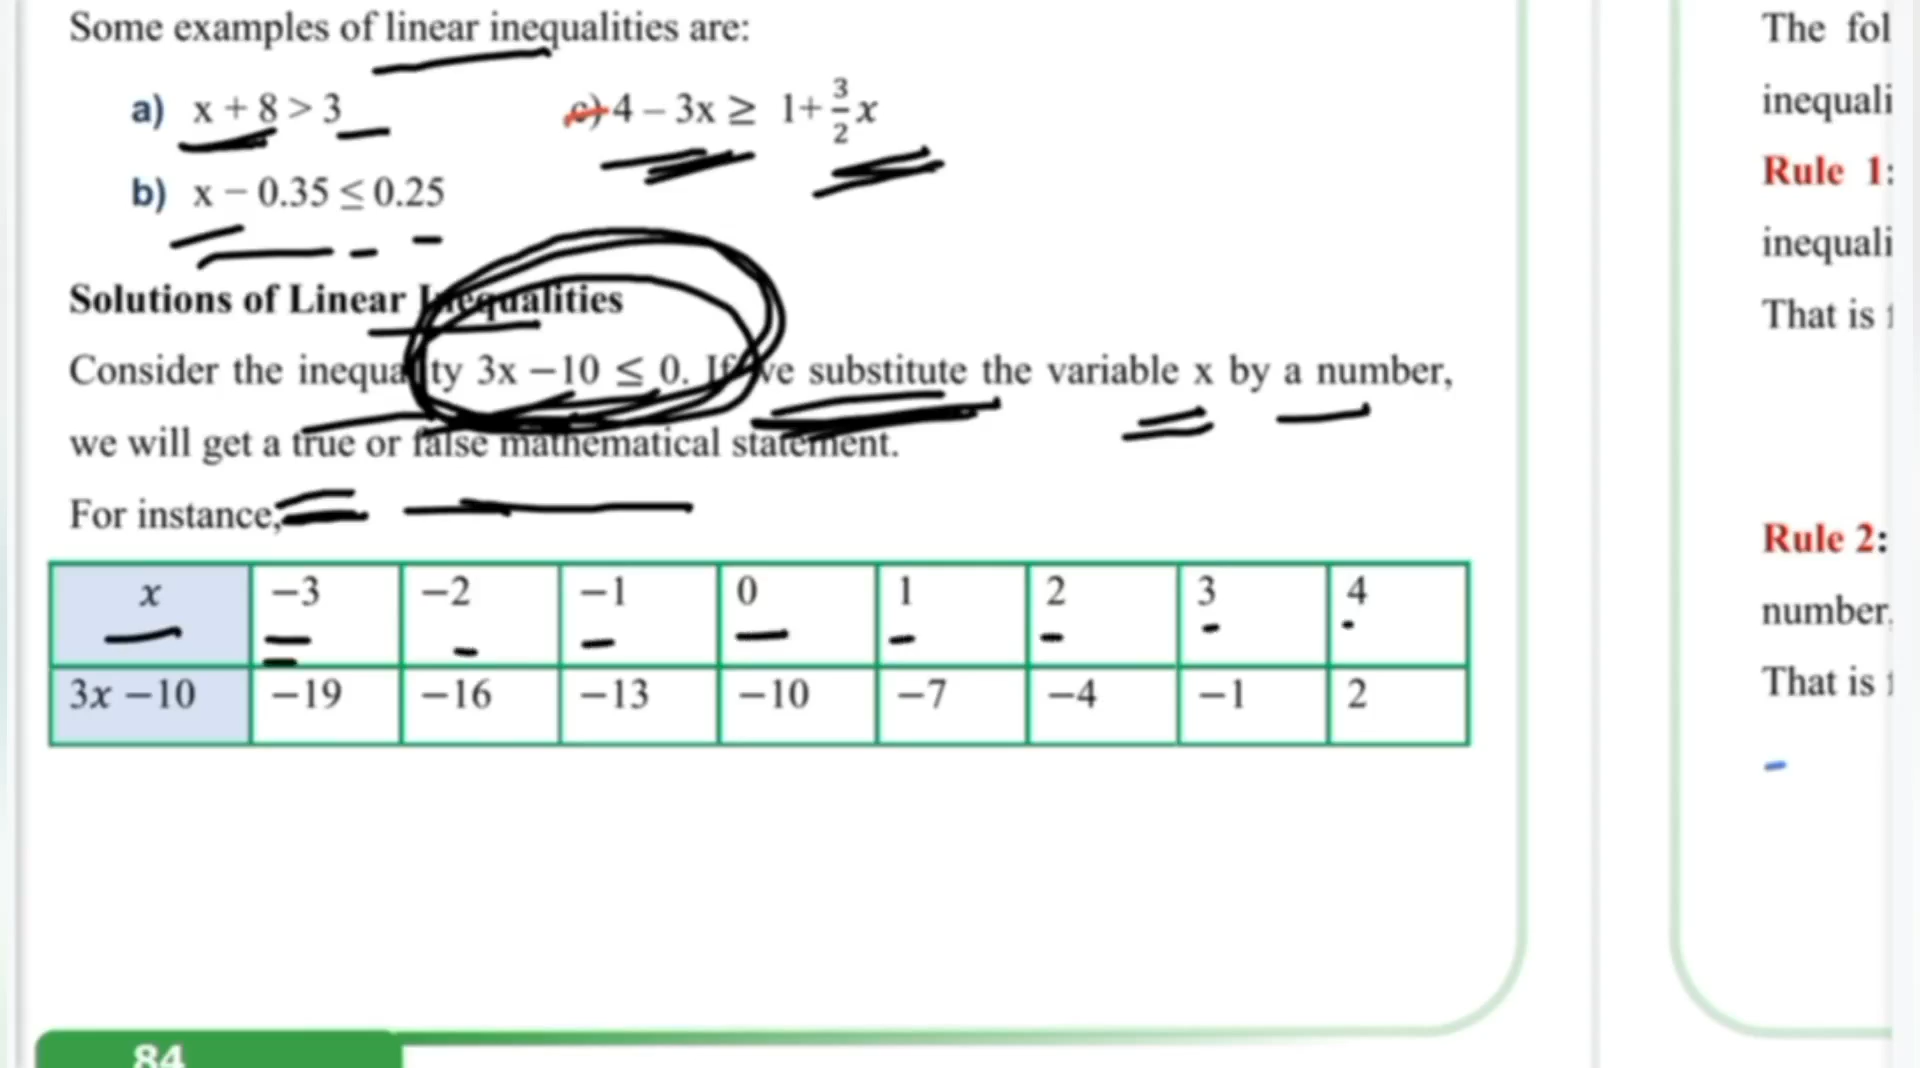 Some examples of linear inequalities are:
a) x + 8 > 3
c) 4 – 3x ≥ 1+ 3/2 x
b) x – 0.35 ≤ 0.25
Solutions of Linear Inequalities
Consider the inequality 3x –10 ≤ 0. If we substitute the variable x by a number,
we will get a true or false mathematical statement.
For instance,
x –3 –2 –1 0 1 2 3 4
3x –10 –19 –16 –13 –10 –7 –4 –1 2
84
The fol
inequali
Rule 1:
inequali
That is
Rule 2:
number.
That is